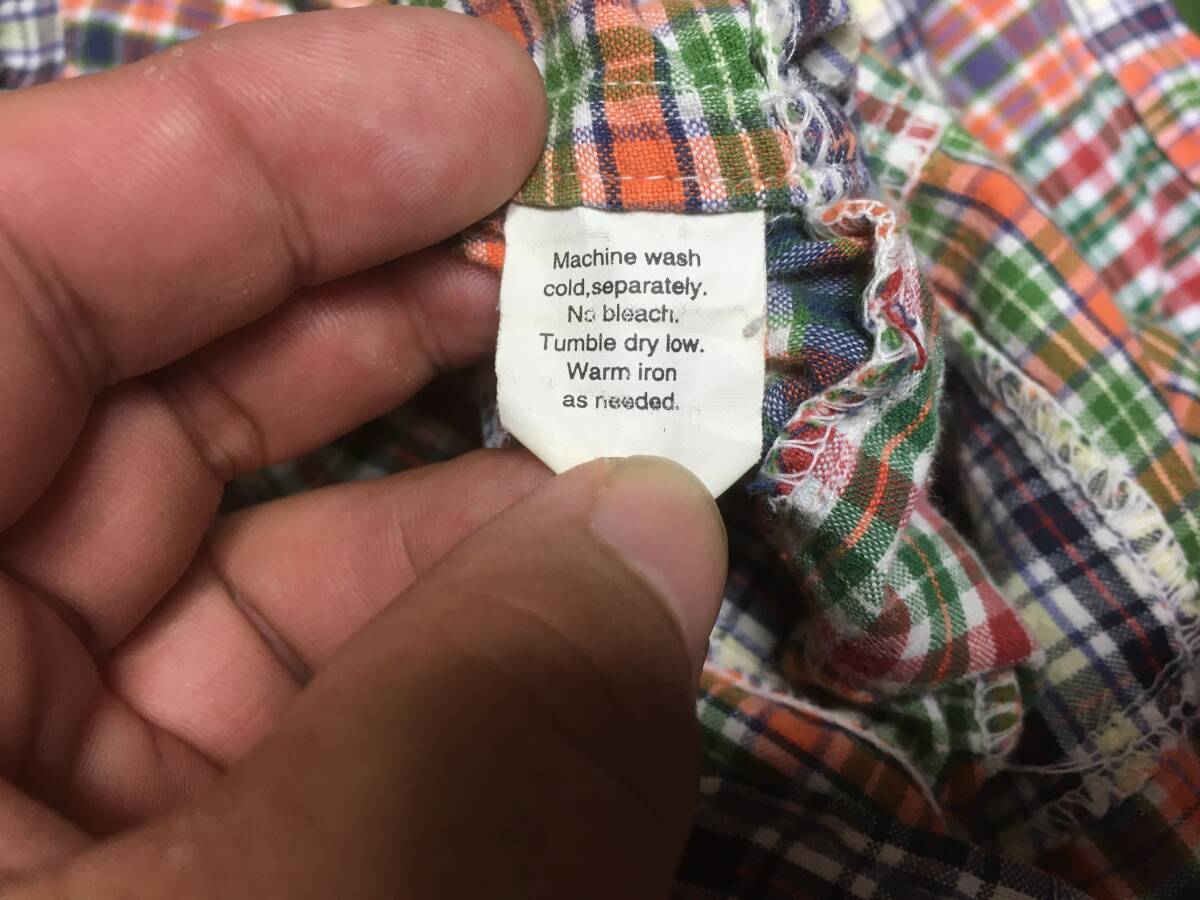 Machine wash
cold,separately.
No bleach.
Tumble dry low.
Warm iron
as needed.